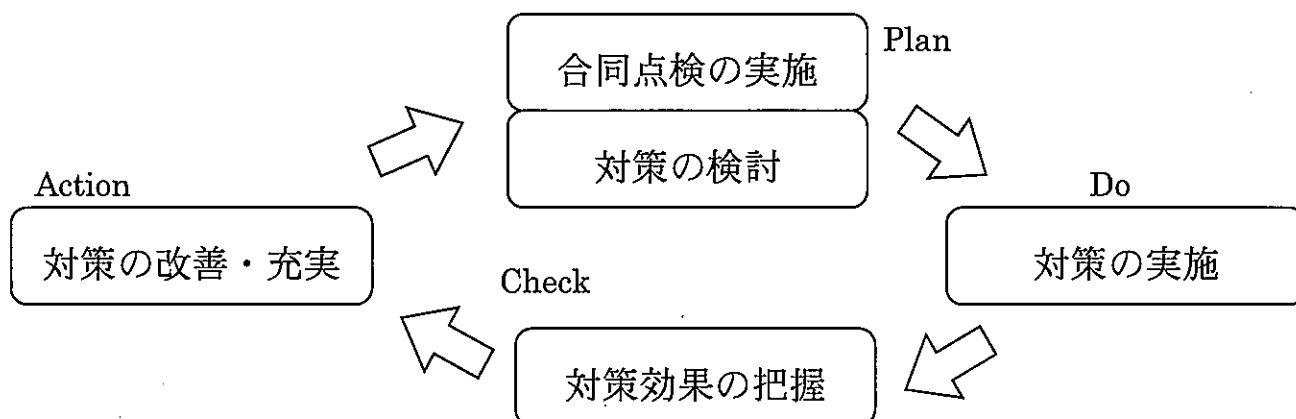 合同点検の実施
Plan
対策の検討
Action
対策の改善・充実
Do
対策の実施
Check
対策効果の把握